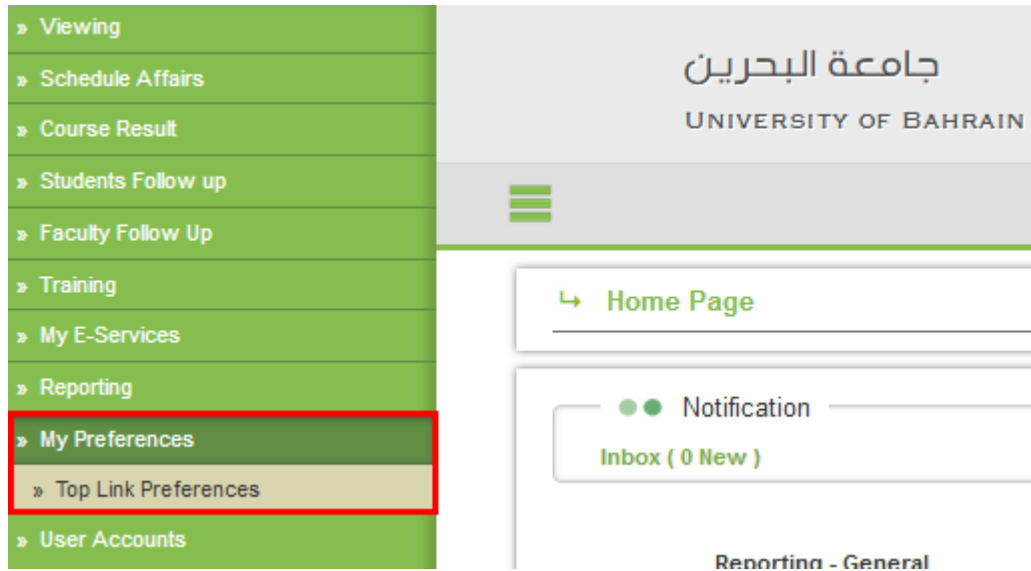 » Viewing
» Schedule Affairs
» Course Result
» Students Follow up
» Faculty Follow Up
» Training
» My E-Services
» Reporting
» My Preferences
» Top Link Preferences
» User Accounts
جامعة البحرين
UNIVERSITY OF BAHRAIN
Home Page
Notification
Inbox ( 0 New )
Reporting - General